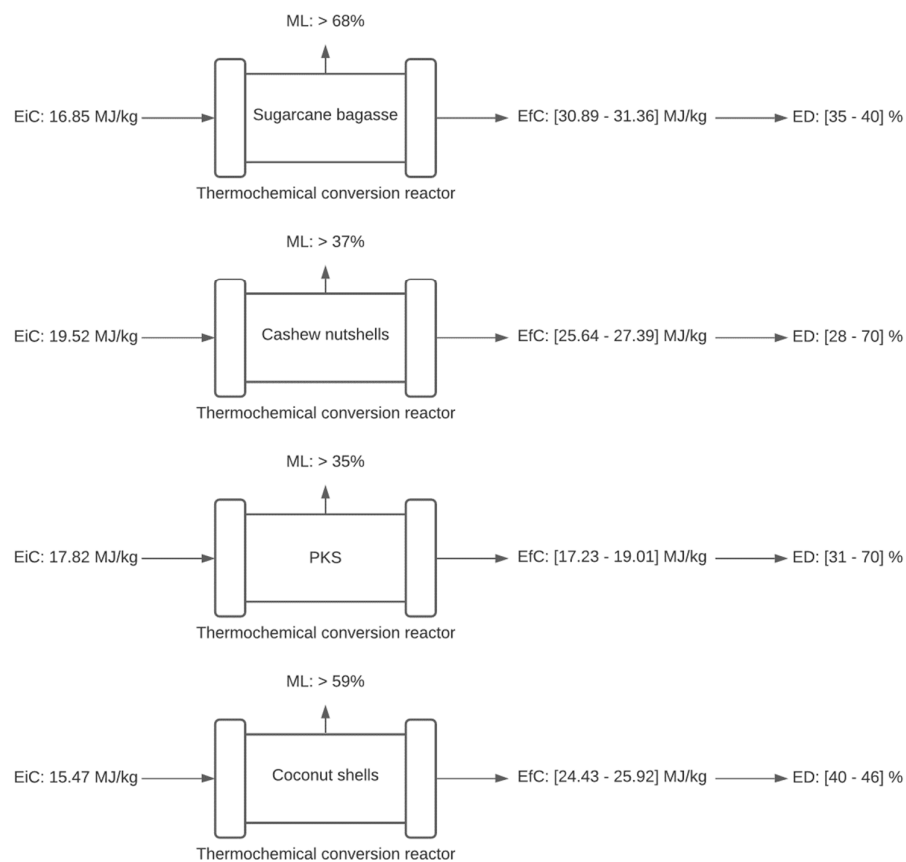 ML: > 68%
EiC: 16.85 MJ/kg Sugarcane bagasse EfC: [30.89 - 31.36] MJ/kg ED: [35 - 40] %
Thermochemical conversion reactor
ML: > 37%
EiC: 19.52 MJ/kg Cashew nutshells EfC: [25.64 - 27.39] MJ/kg ED: [28 - 70] %
Thermochemical conversion reactor
ML: > 35%
EiC: 17.82 MJ/kg PKS EfC: [17.23 - 19.01] MJ/kg ED: [31 - 70] %
Thermochemical conversion reactor
ML: > 59%
EiC: 15.47 MJ/kg Coconut shells EfC: [24.43 - 25.92] MJ/kg ED: [40 - 46] %
Thermochemical conversion reactor